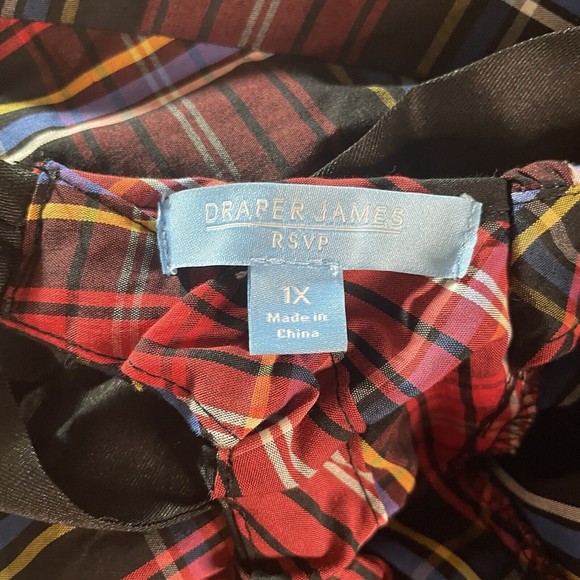 DRAPER JAMES
RSVP
1X
Made in
China